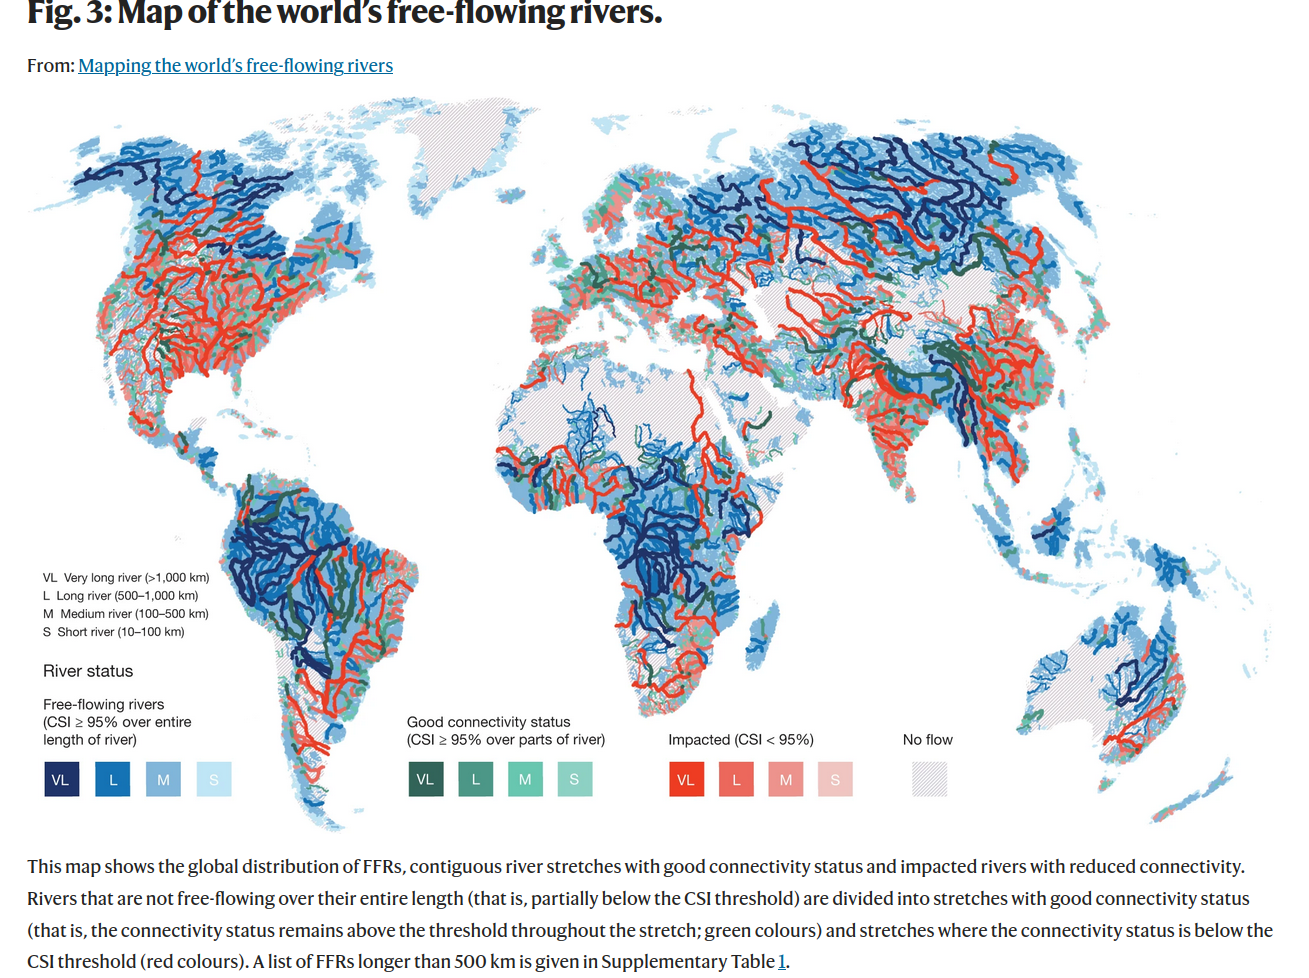 Fig. 3: Map of the world’s free-flowing rivers.
From: Mapping the world’s free-flowing rivers
VL Very long river (>1,000 km)
L Long river (500–1,000 km)
M Medium river (100–500 km)
S Short river (10–100 km)
River status
Free-flowing rivers
(CSI ≥ 95% over entire
length of river)
VL L M S
Good connectivity status
(CSI ≥ 95% over parts of river)
VL L M S
Impacted (CSI < 95%)
VL L M S
No flow
This map shows the global distribution of FFRs, contiguous river stretches with good connectivity status and impacted rivers with reduced connectivity.
Rivers that are not free-flowing over their entire length (that is, partially below the CSI threshold) are divided into stretches with good connectivity status
(that is, the connectivity status remains above the threshold throughout the stretch; green colours) and stretches where the connectivity status is below the
CSI threshold (red colours). A list of FFRs longer than 500 km is given in Supplementary Table 1.